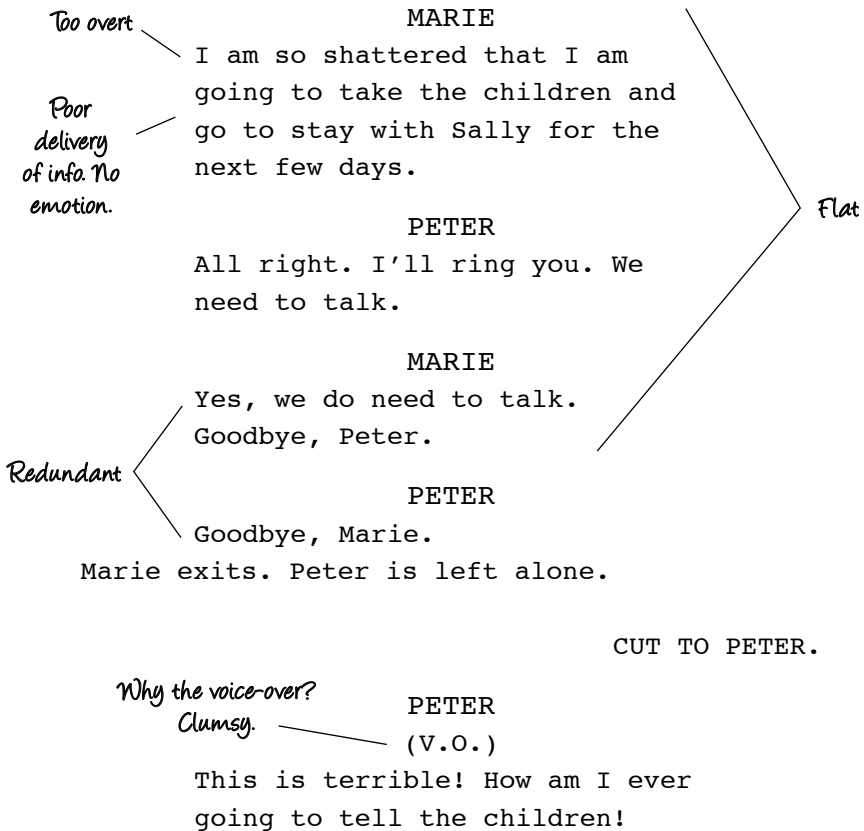 Too overt
MARIE
I am so shattered that I am
going to take the children and
go to stay with Sally for the
next few days.
Poor
delivery
of info. No
emotion.
Flat
PETER
All right. I’ll ring you. We
need to talk.
MARIE
Yes, we do need to talk.
Goodbye, Peter.
Redundant
PETER
Goodbye, Marie.
Marie exits. Peter is left alone.
CUT TO PETER.
Why the voice-over?
Clumsy.
PETER
(V.O.)
This is terrible! How am I ever
going to tell the children!